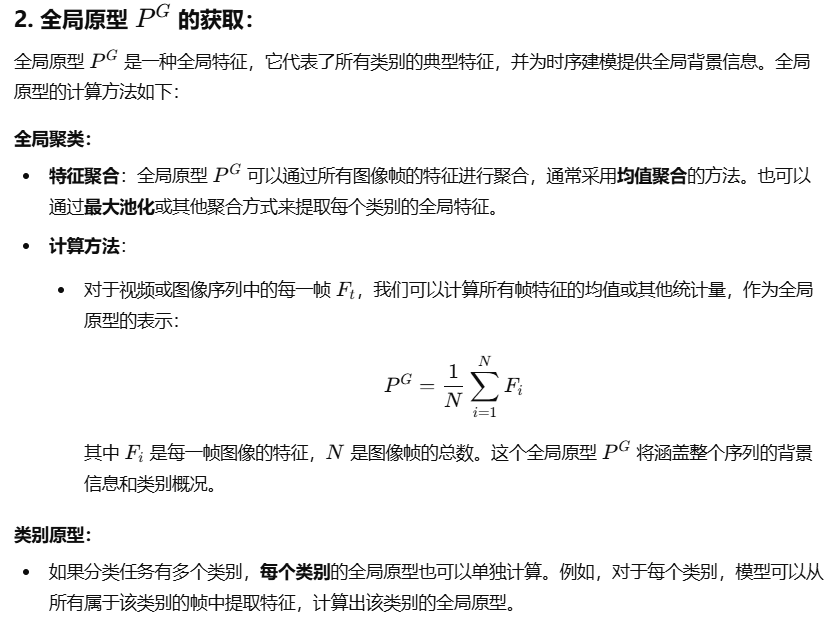 2. 全局原型 P^G 的获取：
全局原型 P^G 是一种全局特征，它代表了所有类别的典型特征，并为时序建模提供全局背景信息。全局
原型的计算方法如下：
全局聚类：
• 特征聚合：全局原型 P^G 可以通过所有图像帧的特征进行聚合，通常采用均值聚合的方法。也可以
通过最大池化或其他聚合方式来提取每个类别的全局特征。
• 计算方法：
• 对于视频或图像序列中的每一帧 F_t，我们可以计算所有帧特征的均值或其他统计量，作为全局
原型的表示：
P^G = \frac{1}{N} \sum_{i=1}^{N} F_i
其中 F_i 是每一帧图像的特征，N 是图像帧的总数。这个全局原型 P^G 将涵盖整个序列的背景
信息和类别概况。
类别原型：
• 如果分类任务有多个类别，每个类别的全局原型也可以单独计算。例如，对于每个类别，模型可以从
所有属于该类别的帧中提取特征，计算出该类别的全局原型。